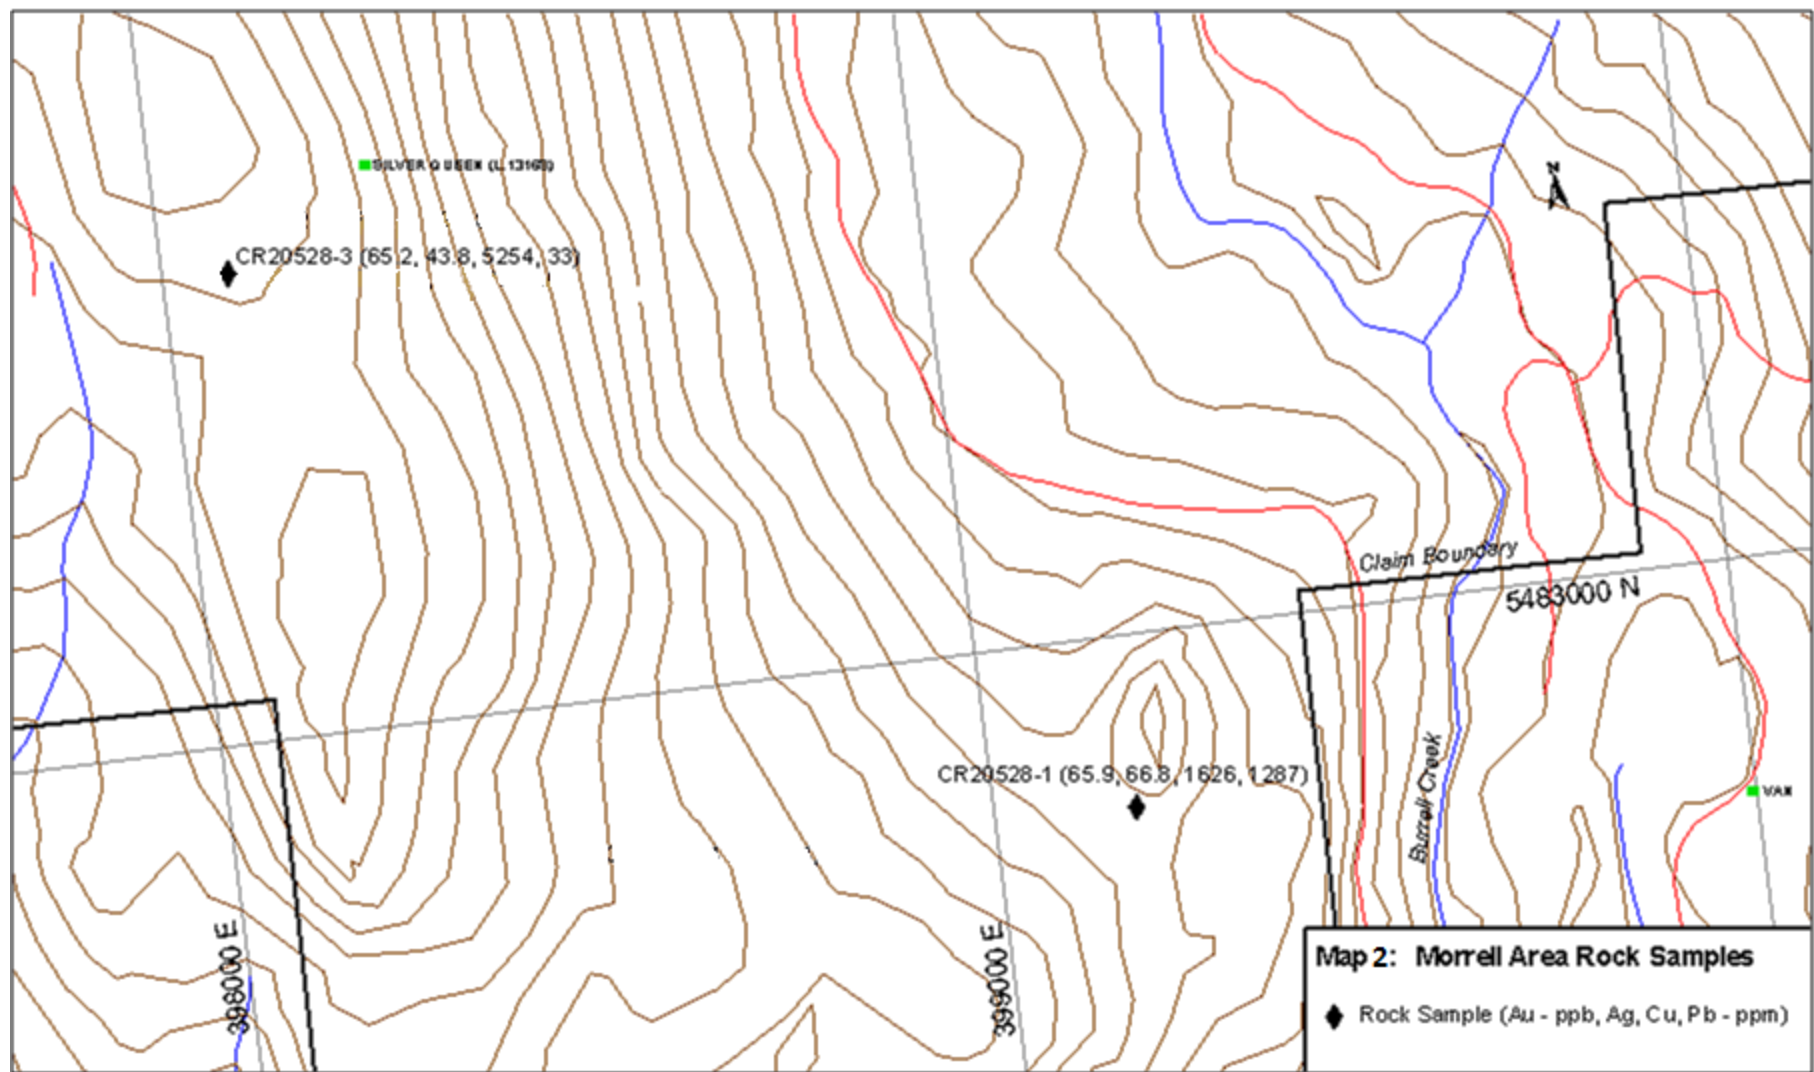 SILVER QUEEN (L.13163)
N
CR20528-3 (65.2, 43.8, 5254, 33)
Claim Boundary
5483000 N
CR20528-1 (65.9, 66.8, 1626, 1287)
Burrell Creek
VAN
398000 E
399000 E
Map 2: Morrell Area Rock Samples
Rock Sample (Au - ppb, Ag, Cu, Pb - ppm)